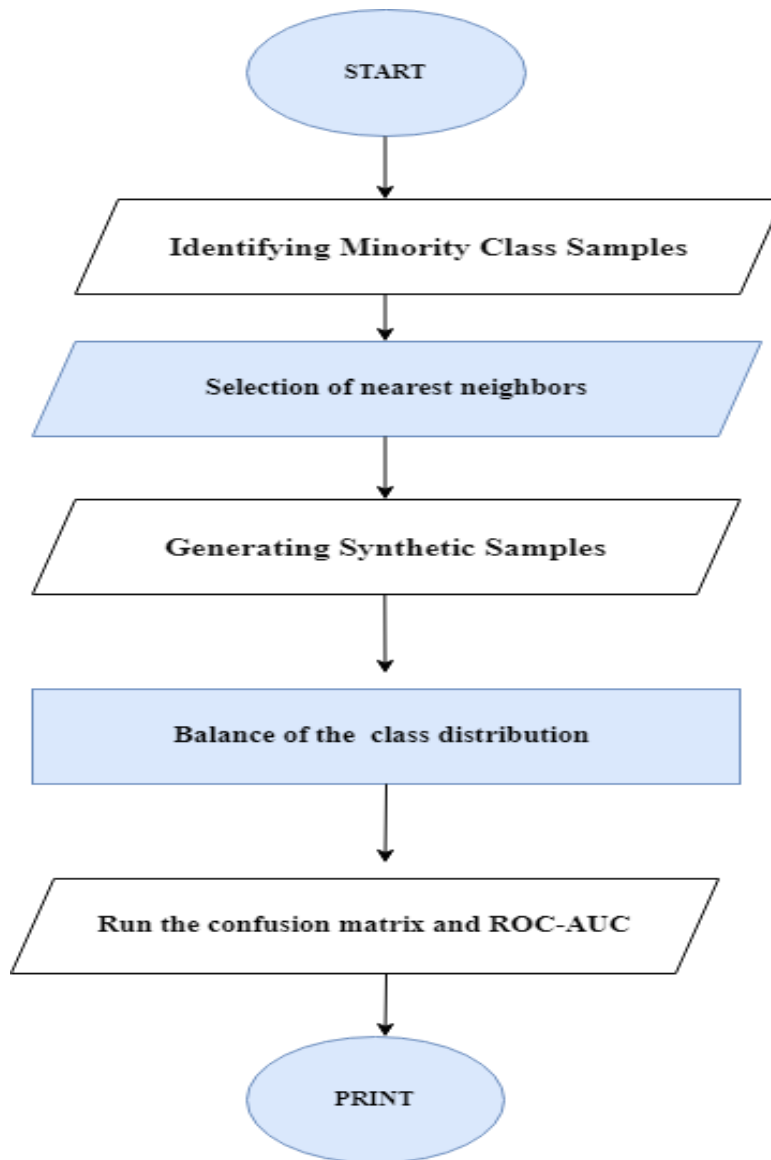 START
Identifying Minority Class Samples
Selection of nearest neighbors
Generating Synthetic Samples
Balance of the  class distribution
Run the confusion matrix and ROC-AUC
PRINT